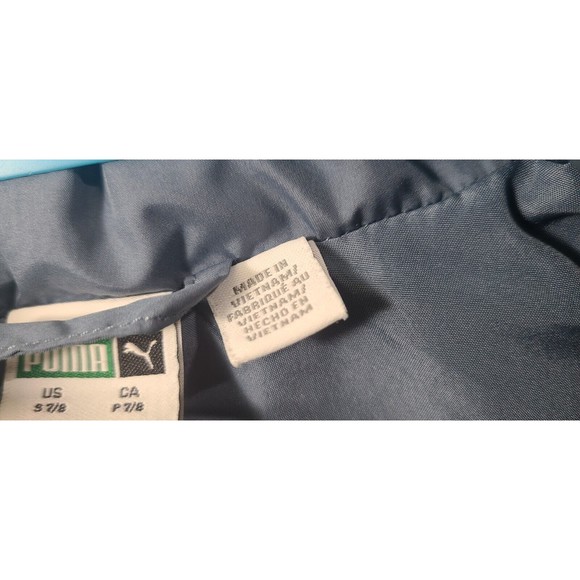 MADE IN
VIETNAM/
FABRIQUÉ AU
VIETNAM/
HECHO EN
VIETNAM
PUMA
US CA
S 7/8 P 7/8